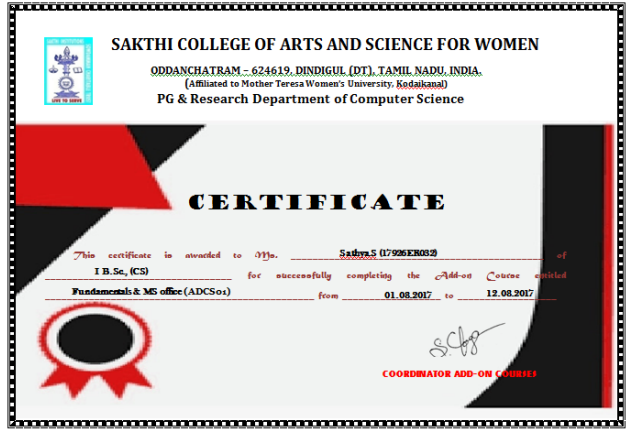 SAKTHI COLLEGE OF ARTS AND SCIENCE FOR WOMEN
ODDANCHATRAM – 624619, DINDIGUL (DT), TAMIL NADU, INDIA.
(Affiliated to Mother Teresa Women's University, Kodaikanal)
PG & Research Department of Computer Science
LIVE TO SERVE
CERTIFICATE
This certificate is awarded to Ms. Sathya.S (17926ER032) of
I B.Sc., (CS) for successfully completing the Add-on Course entitled
Fundamentals & MS office (ADCS01) from 01.08.2017 to 12.08.2017
COORDINATOR ADD-ON COURSES